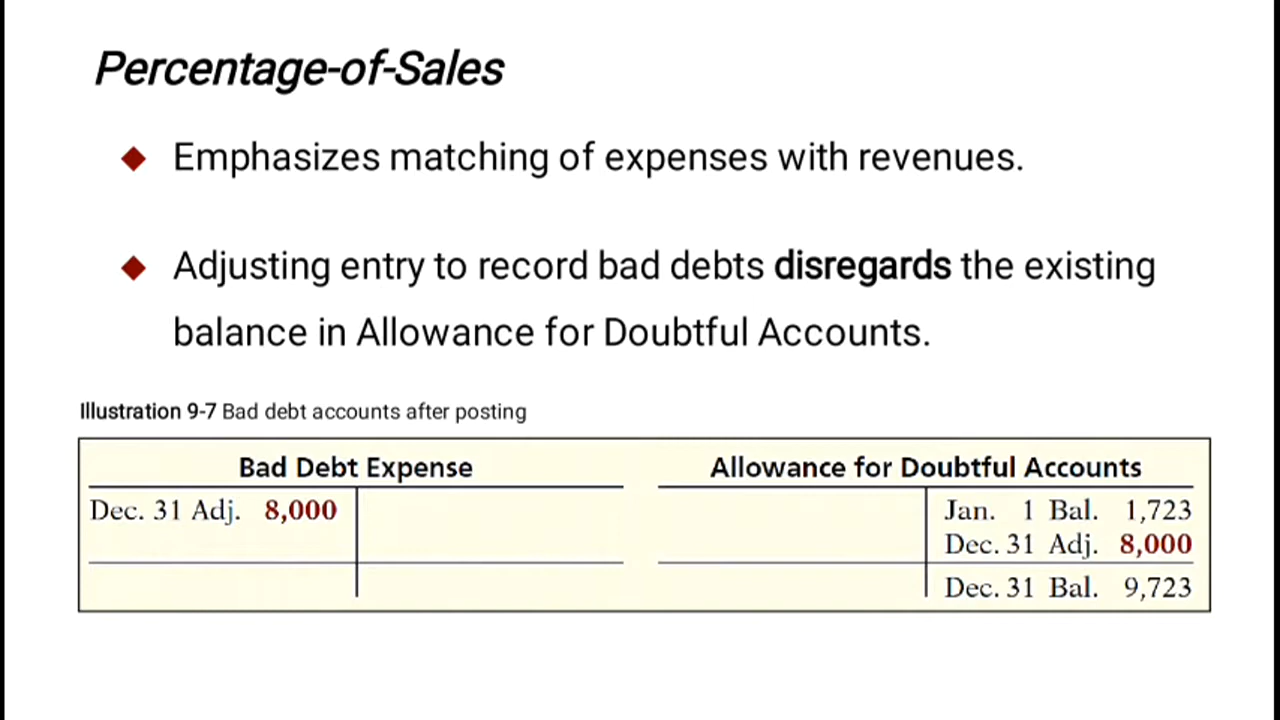 Percentage-of-Sales
Emphasizes matching of expenses with revenues.
Adjusting entry to record bad debts disregards the existing
balance in Allowance for Doubtful Accounts.
Illustration 9-7 Bad debt accounts after posting
Bad Debt Expense
Dec. 31 Adj. 8,000
Allowance for Doubtful Accounts
Jan. 1 Bal. 1,723
Dec. 31 Adj. 8,000
Dec. 31 Bal. 9,723